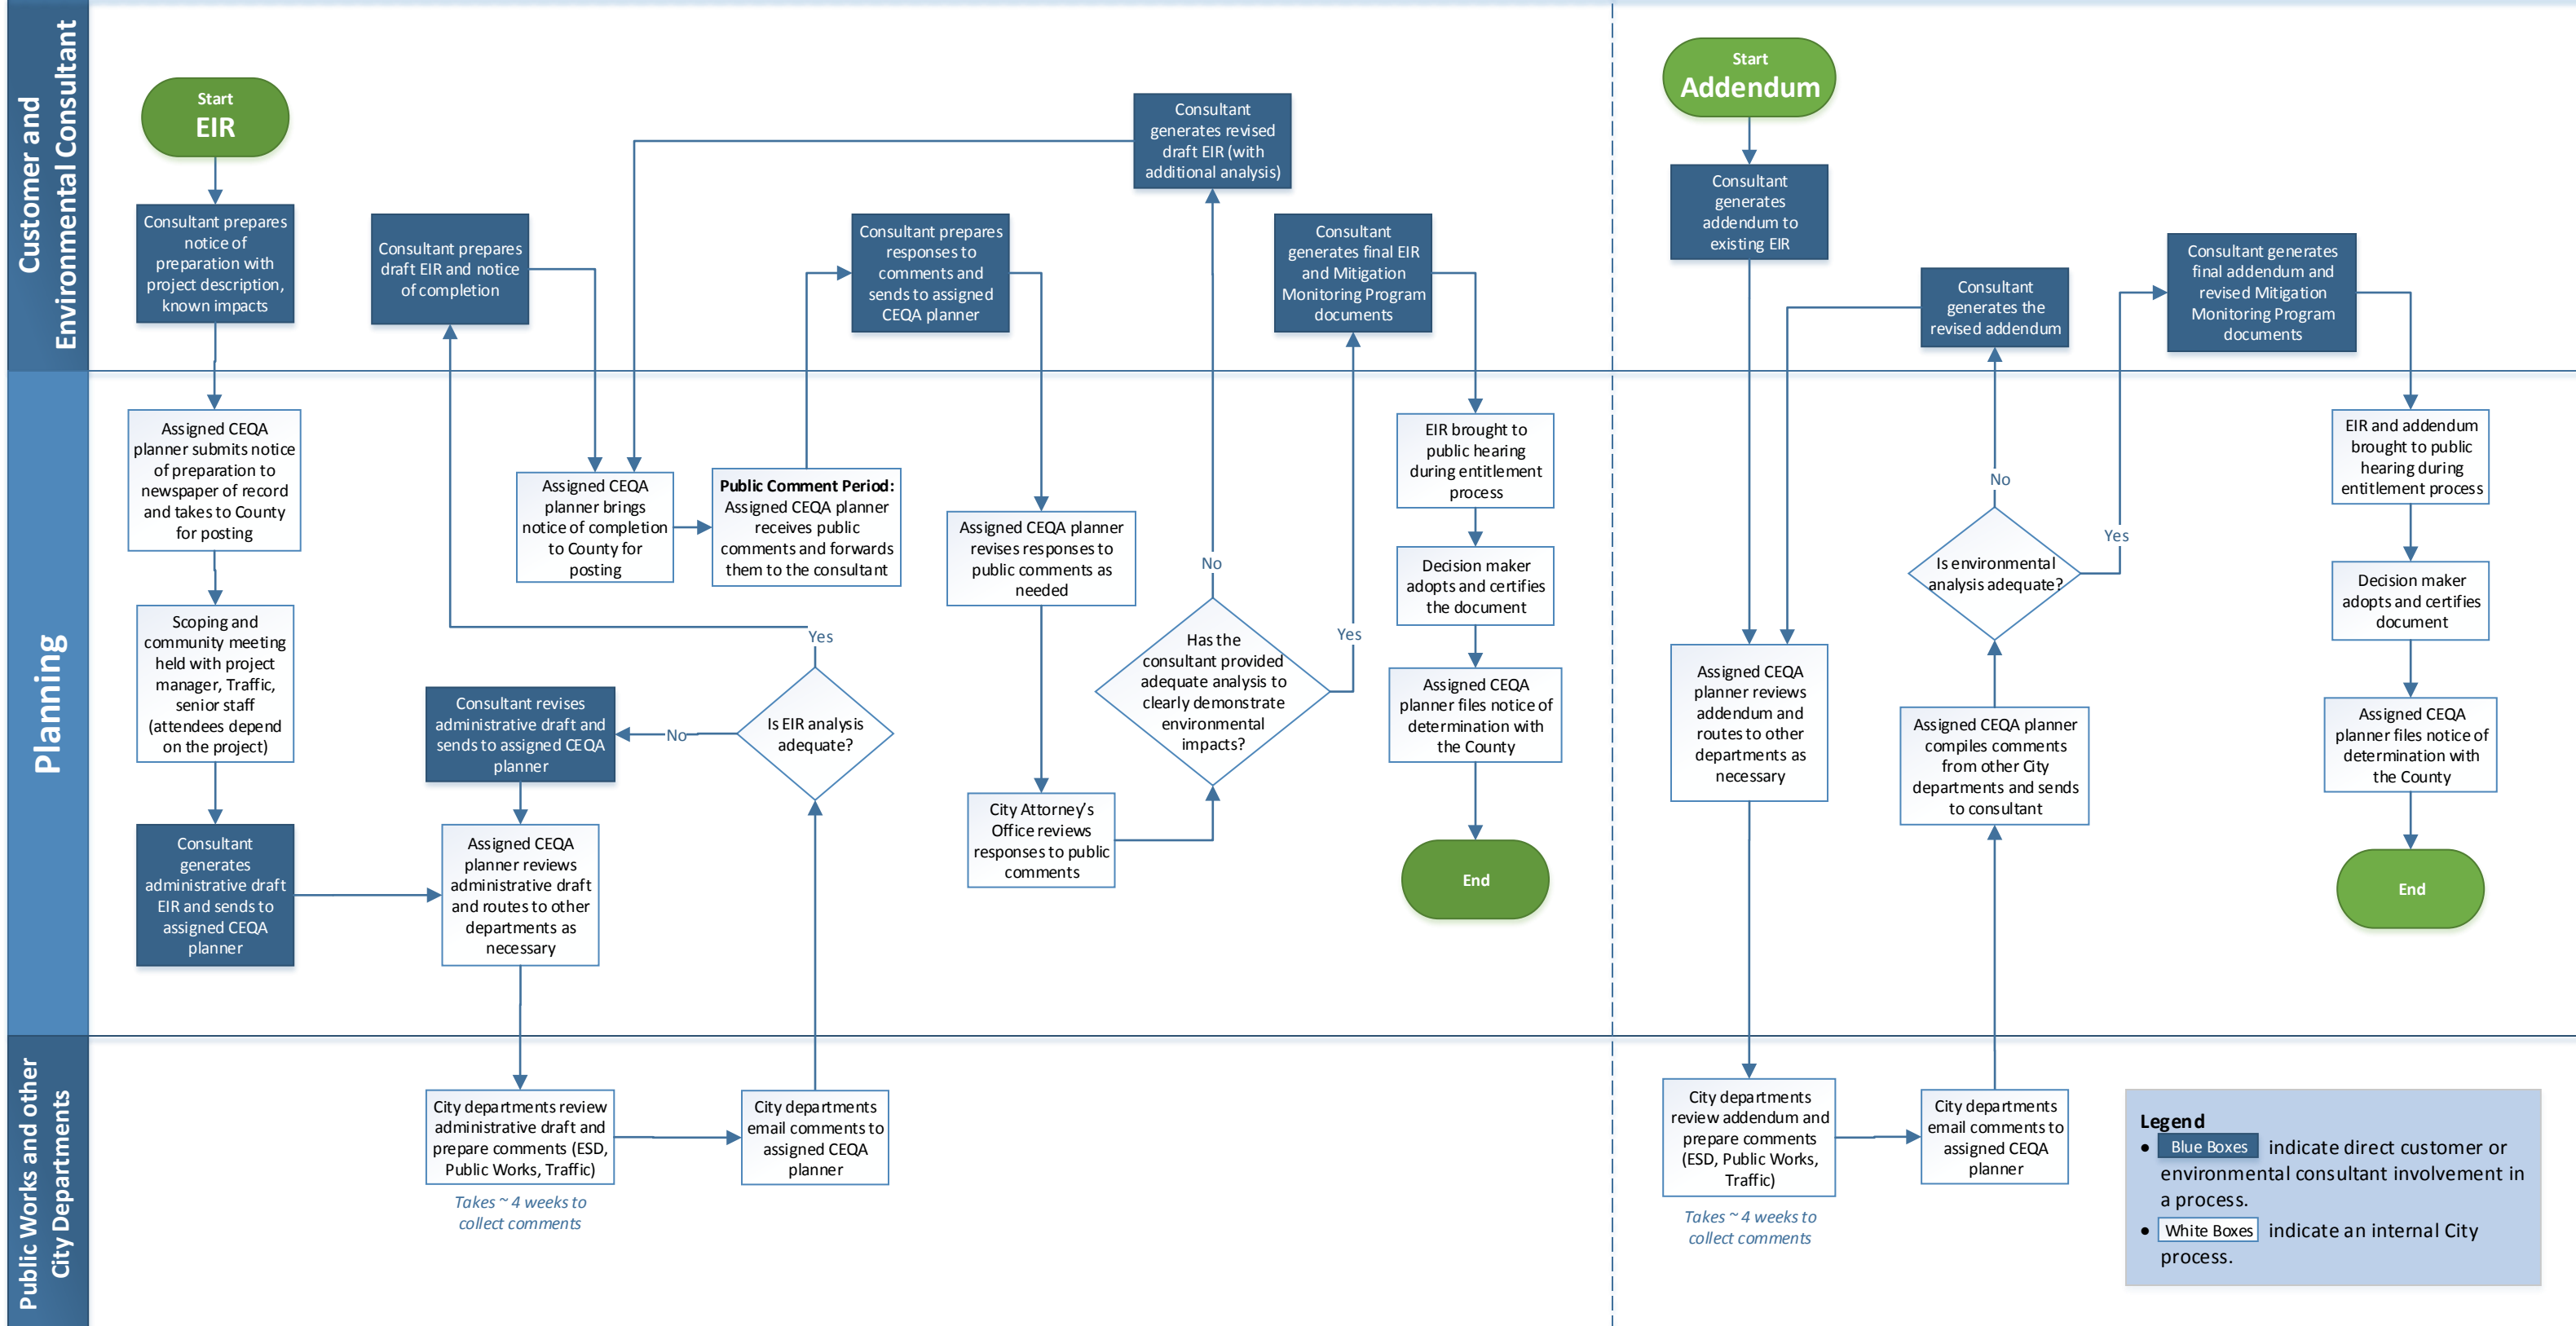 Customer and
Environmental Consultant
Planning
Public Works and other
City Departments
Start
EIR
Consultant prepares
notice of
preparation with
project description,
known impacts
Assigned CEQA
planner submits notice
of preparation to
newspaper of record
and takes to County
for posting
Scoping and
community meeting
held with project
manager, Traffic,
senior staff
(attendees depend
on the project)
Consultant
generates
administrative draft
EIR and sends to
assigned CEQA
planner
Consultant revises
administrative draft and
sends to assigned CEQA
planner
Assigned CEQA
planner reviews
administrative draft
and routes to other
departments as
necessary
City departments review
administrative draft and
prepare comments (ESD,
Public Works, Traffic)
Takes ~ 4 weeks to
collect comments
City departments
email comments to
assigned CEQA
planner
Is EIR analysis
adequate?
No
Yes
Consultant prepares
draft EIR and notice
of completion
Assigned CEQA
planner brings
notice of completion
to County for
posting
Public Comment Period:
Assigned CEQA planner
receives public
comments and forwards
them to the consultant
Consultant prepares
responses to
comments and
sends to assigned
CEQA planner
Assigned CEQA planner
revises responses to
public comments as
needed
City Attorney's
Office reviews
responses to public
comments
Has the
consultant provided
adequate analysis to
clearly demonstrate
environmental
impacts?
No
Yes
Consultant
generates revised
draft EIR (with
additional analysis)
Consultant
generates final EIR
and Mitigation
Monitoring Program
documents
EIR brought to
public hearing
during entitlement
process
Decision maker
adopts and certifies
the document
Assigned CEQA
planner files notice of
determination with
the County
End
Start
Addendum
Consultant
generates
addendum to
existing EIR
Assigned CEQA
planner reviews
addendum and
routes to other
departments as
necessary
City departments
review addendum and
prepare comments
(ESD, Public Works,
Traffic)
Takes ~ 4 weeks to
collect comments
City departments
email comments to
assigned CEQA
planner
Assigned CEQA planner
compiles comments
from other City
departments and sends
to consultant
Is environmental
analysis adequate?
No
Yes
Consultant
generates the
revised addendum
Consultant generates
final addendum and
revised Mitigation
Monitoring Program
documents
EIR and addendum
brought to public
hearing during
entitlement process
Decision maker
adopts and certifies
document
Assigned CEQA
planner files notice of
determination with
the County
End
Legend
• Blue Boxes indicate direct customer or
environmental consultant involvement in
a process.
• White Boxes indicate an internal City
process.